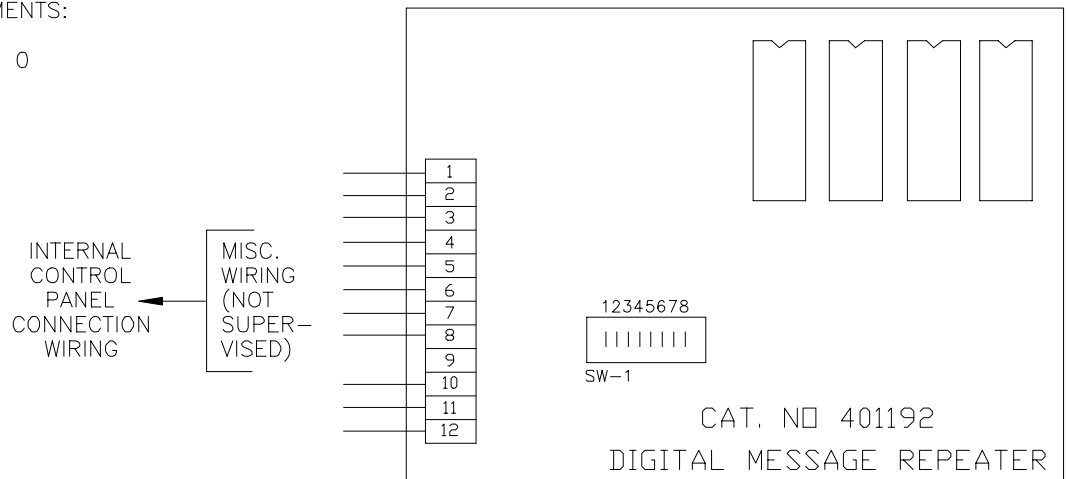 MENTS:
0
1
2
3
4
5
6
7
8
9
10
11
12
INTERNAL
CONTROL
PANEL
CONNECTION
WIRING
MISC.
WIRING
(NOT
SUPER-
VISED)
12345678
SW-1
CAT. NO 401192
DIGITAL MESSAGE REPEATER